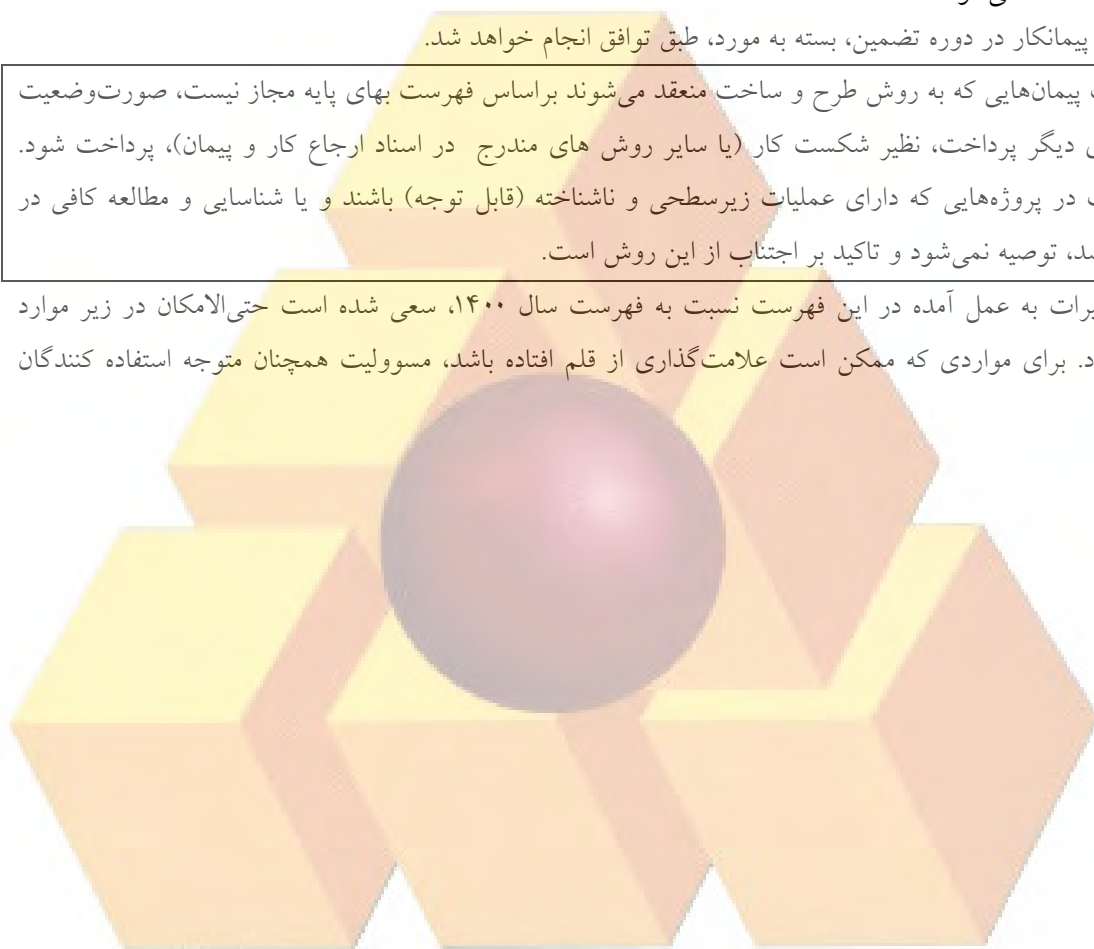 پیمانکار در دوره تضمین، بسته به مورد، طبق توافق انجام خواهد شد.
پیمان‌هایی که به روش طرح و ساخت منعقد می‌شوند براساس فهرست بهای پایه مجاز نیست، صورت‌وضعیت
دیگر پرداخت، نظیر شکست کار (یا سایر روش های مندرج در اسناد ارجاع کار و پیمان)، پرداخت شود.
در پروژه‌هایی که دارای عملیات زیرسطحی و ناشناخته (قابل توجه) باشند و یا شناسایی و مطالعه کافی در
توصیه نمی‌شود و تاکید بر اجتناب از این روش است.
به عمل آمده در این فهرست نسبت به فهرست سال ۱۴۰۰، سعی شده است حتی‌الامکان در زیر موارد
برای مواردی که ممکن است علامت‌گذاری از قلم افتاده باشد، مسوولیت همچنان متوجه استفاده کنندگان